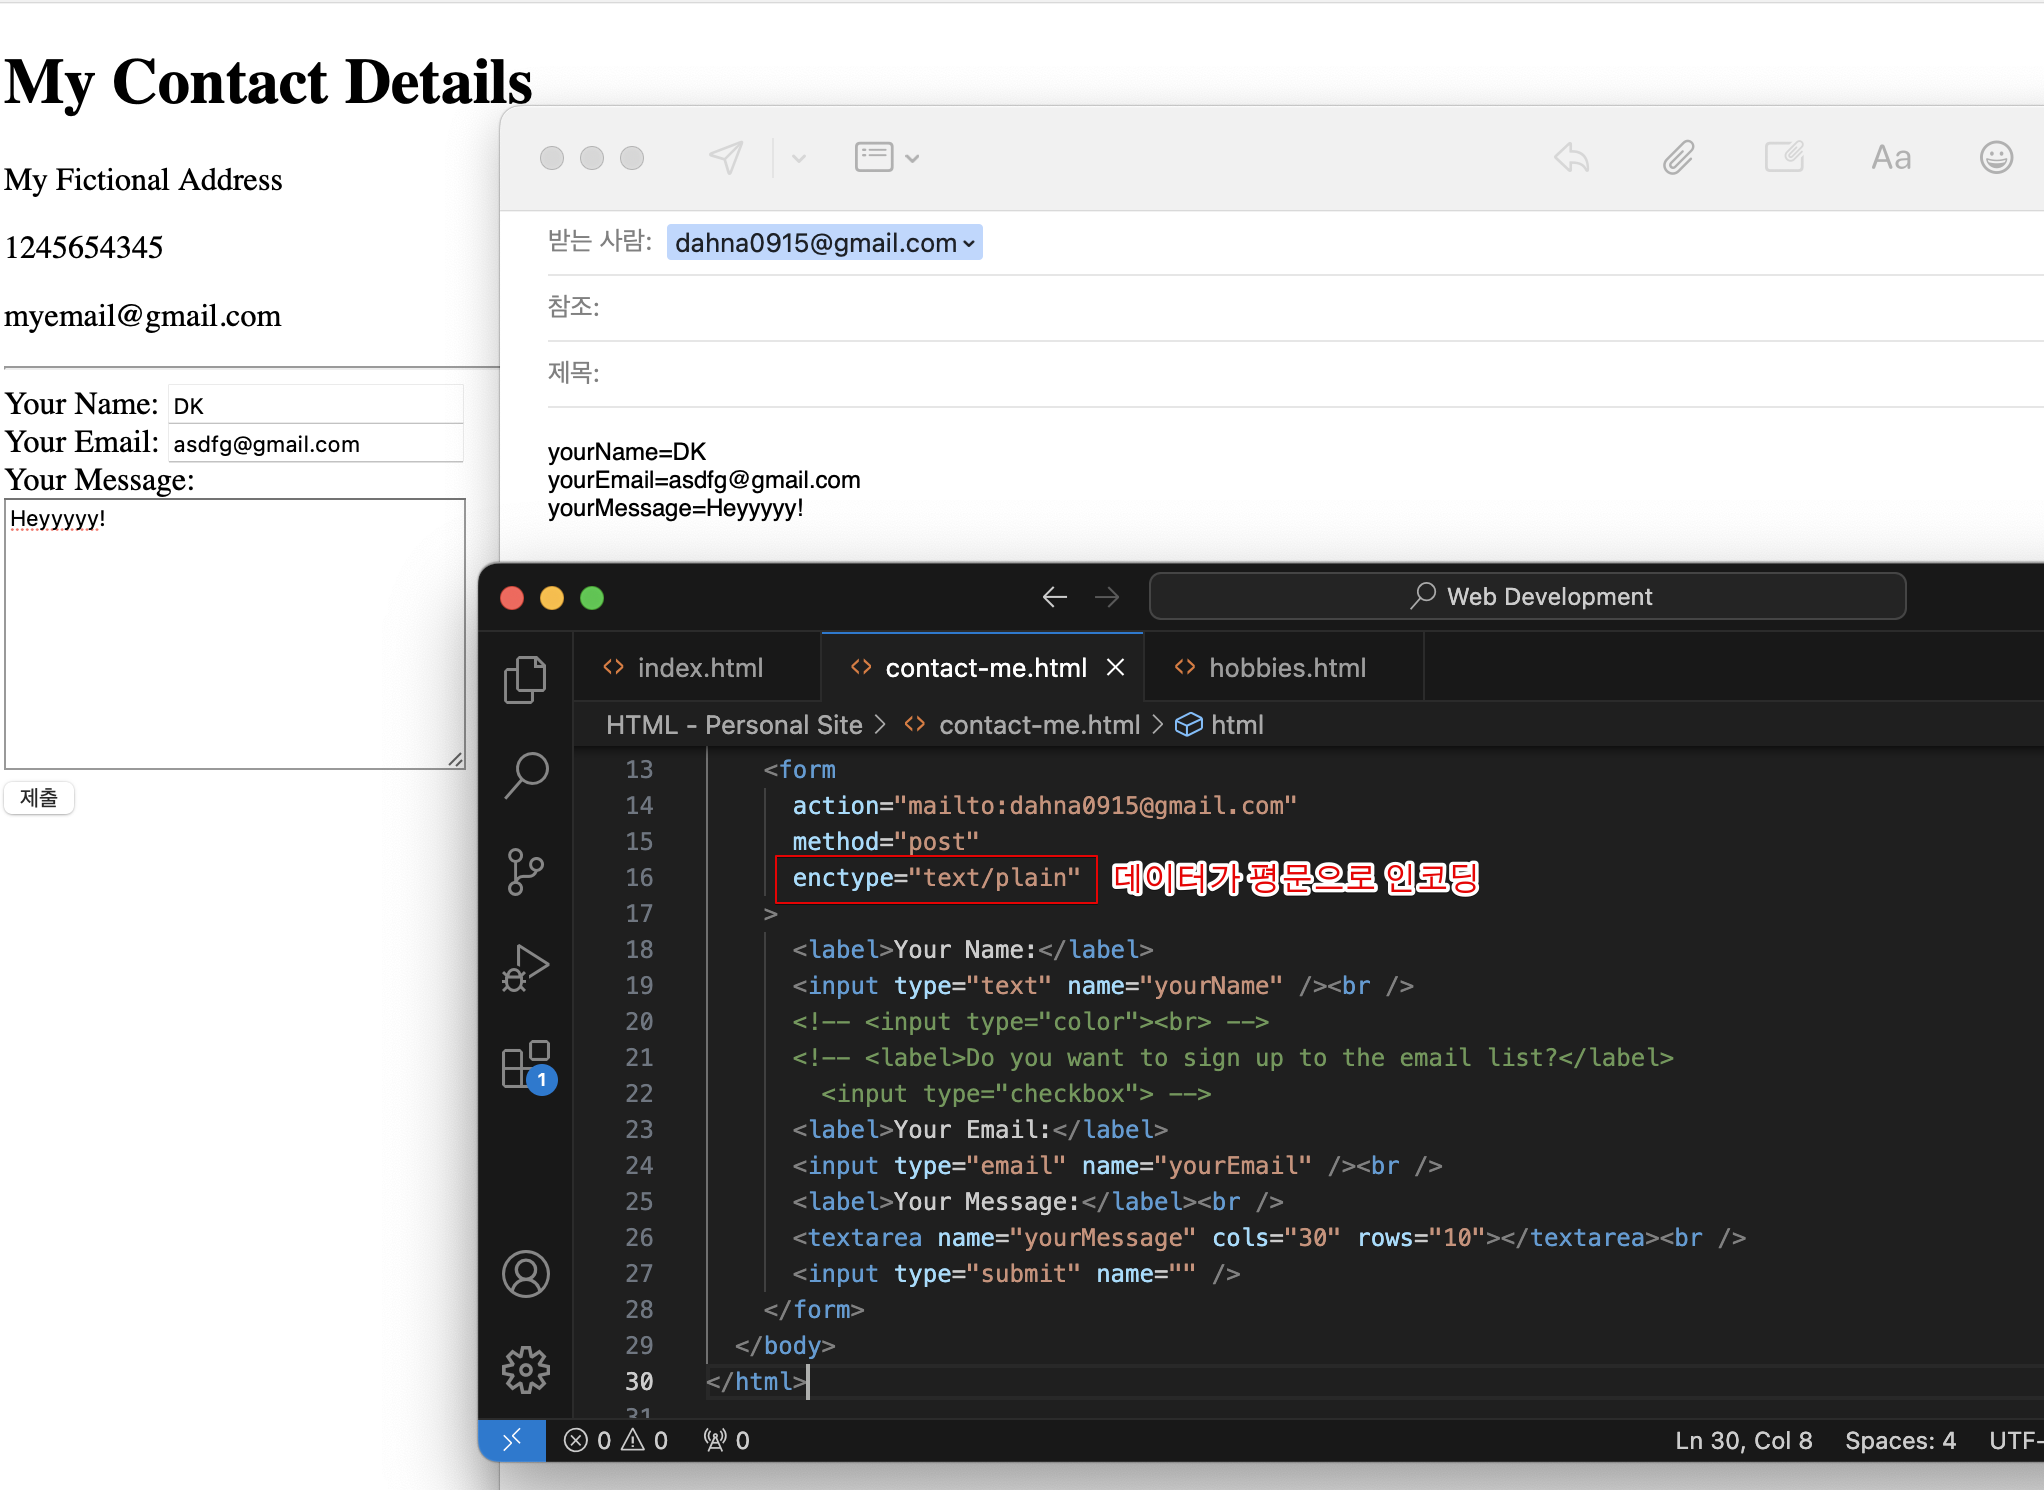 My Contact Details
My Fictional Address
1245654345
myemail@gmail.com
Your Name: DK
Your Email: asdfg@gmail.com
Your Message:
Heyyyyy!
제출
Aa
받는 사람: dahna0915@gmail.com
참조:
제목:
yourName=DK
yourEmail=asdfg@gmail.com
yourMessage=Heyyyyy!
Web Development
index.html contact-me.html hobbies.html
HTML - Personal Site > contact-me.html > html
13 <form
14 action="mailto:dahna0915@gmail.com"
15 method="post"
16 enctype="text/plain" 데이터가 평문으로 인코딩
17 >
18 <label>Your Name:</label>
19 <input type="text" name="yourName" /><br />
20 <!-- <input type="color"><br> -->
21 <!-- <label>Do you want to sign up to the email list?</label>
22 <input type="checkbox"> -->
23 <label>Your Email:</label>
24 <input type="email" name="yourEmail" /><br />
25 <label>Your Message:</label><br />
26 <textarea name="yourMessage" cols="30" rows="10"></textarea><br />
27 <input type="submit" name="" />
28 </form>
29 </body>
30 </html>
31
1
0 0 0
Ln 30, Col 8 Spaces: 4 UTF-